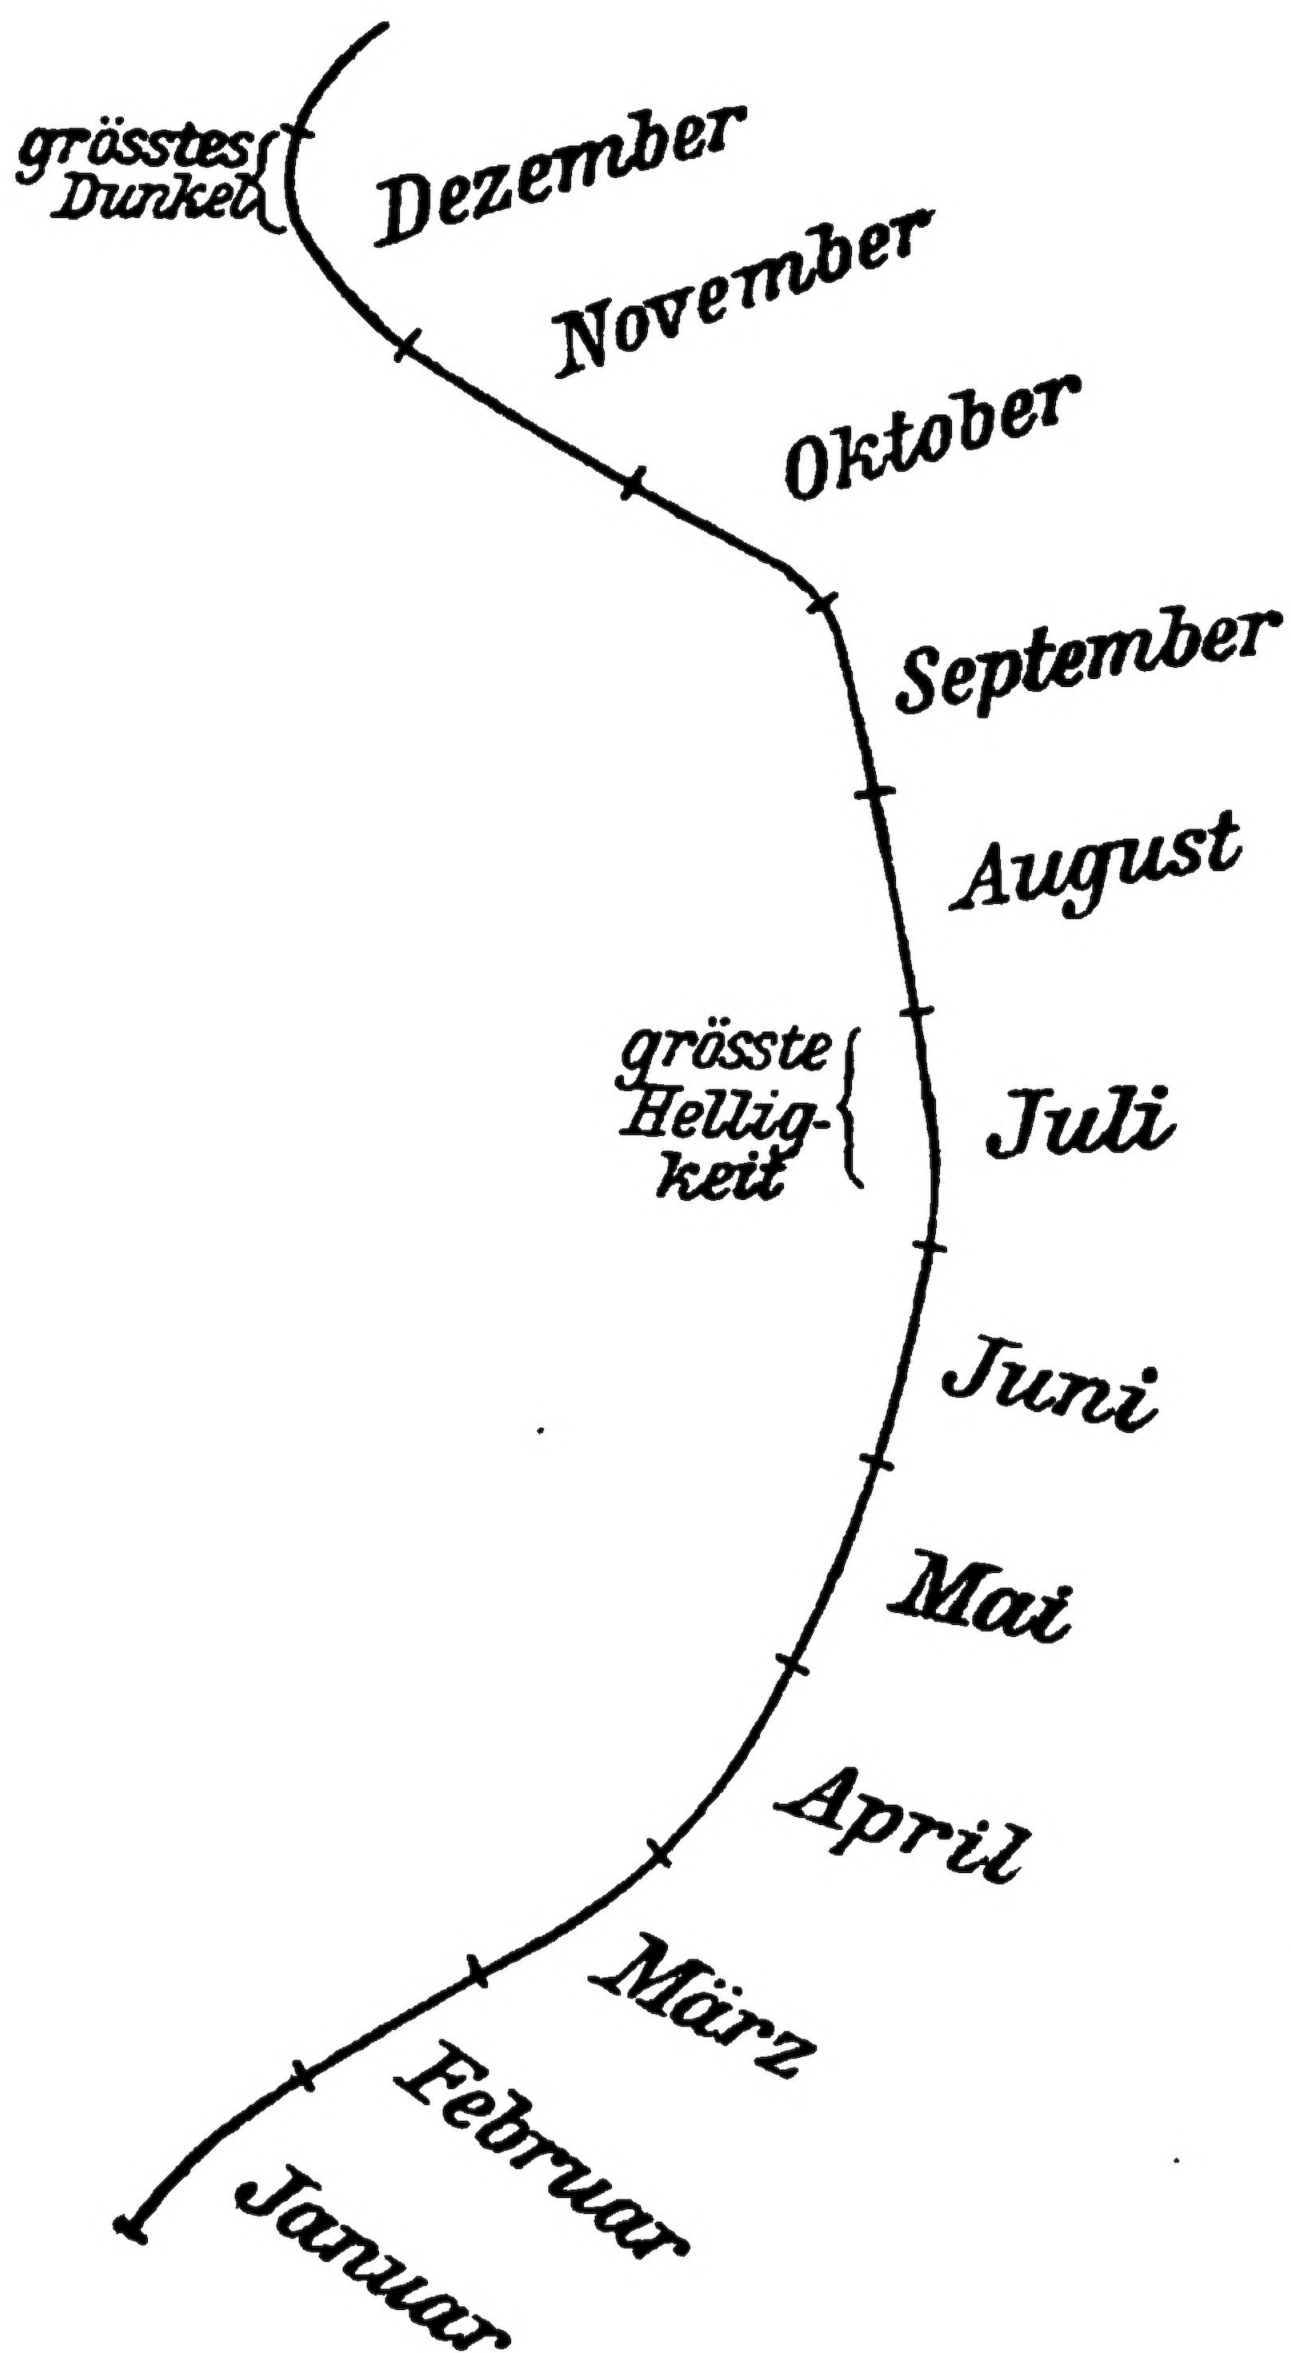 grösstes
Dunkel
Dezember
November
Oktober
September
August
grösste
Hellig-
keit
Juli
Juni
Mai
April
März
Februar
Januar